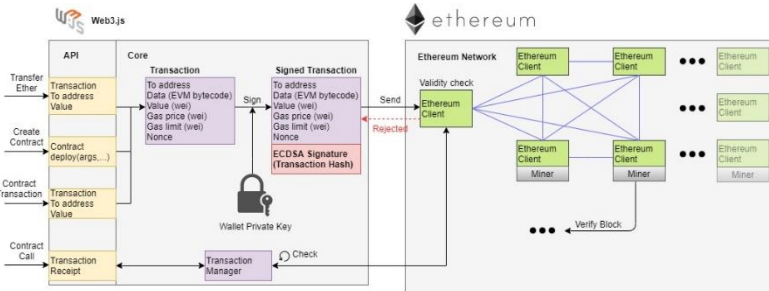 Web3.js
ethereum
API
Core
Ethereum Network
Transfer
Ether
Transaction
To address
Value
Create
Contract
Contract
deploy(args,...)
Contract
Transaction
Transaction
To address
Value
Contract
Call
Transaction
Receipt
Transaction
To address
Data (EVM bytecode)
Value (wei)
Gas price (wei)
Gas limit (wei)
Nonce
Sign
Wallet Private Key
Signed Transaction
To address
Data (EVM bytecode)
Value (wei)
Gas price (wei)
Gas limit (wei)
Nonce
ECDSA Signature
(Transaction Hash)
Transaction
Manager
Check
Send
Rejected
Validity check
Ethereum
Client
Ethereum
Client
Ethereum
Client
Ethereum
Client
Ethereum
Client
Ethereum
Client
Miner
Ethereum
Client
Miner
Ethereum
Client
Miner
Verify Block